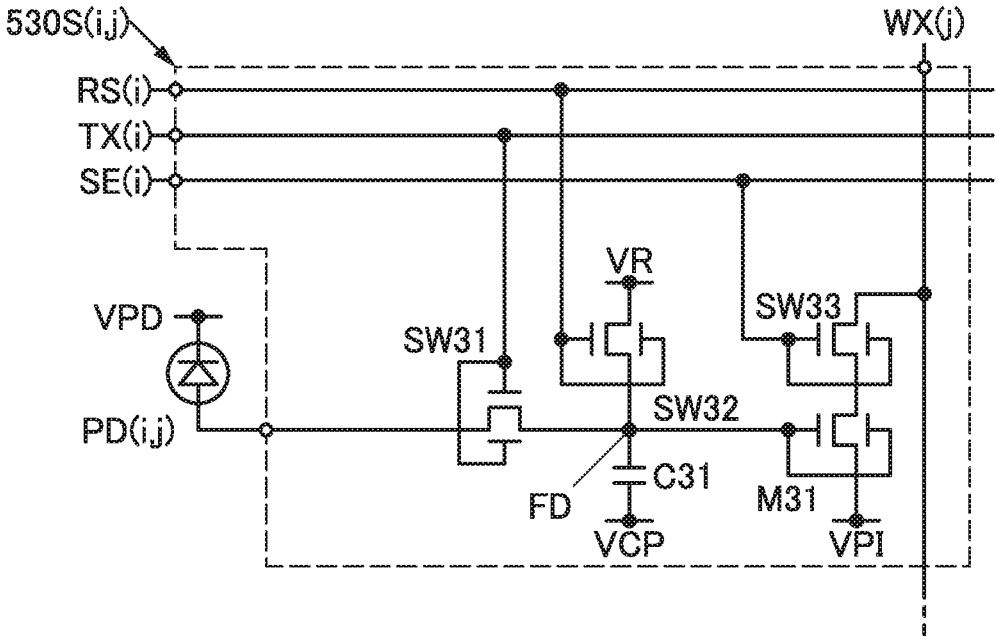 530S(i,j)
WX(j)
RS(i)
TX(i)
SE(i)
VR
VPD
SW33
SW31
SW32
PD(i,j)
C31
M31
FD
VCP
VPI